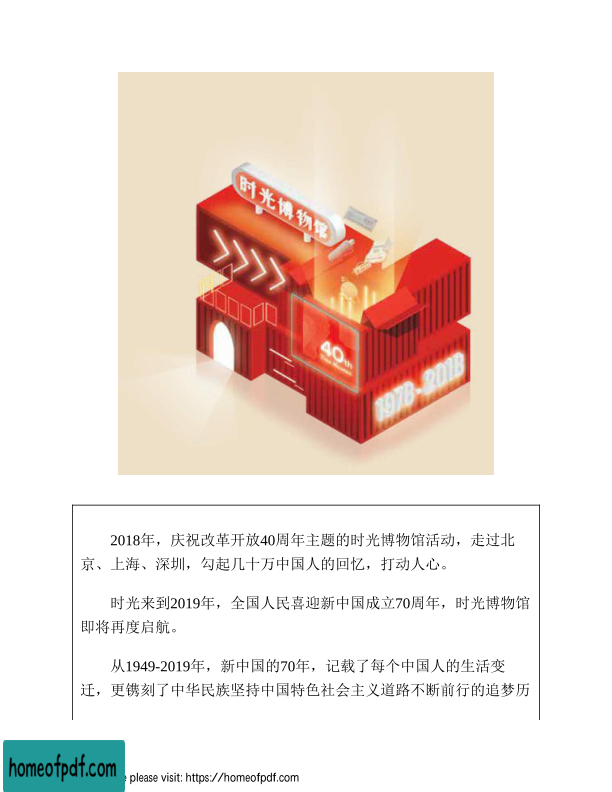 时光博物馆
40th
1978-2018
2018年，庆祝改革开放40周年主题的时光博物馆活动，走过北
京、上海、深圳，勾起几十万中国人的回忆，打动人心。
时光来到2019年，全国人民喜迎新中国成立70周年，时光博物馆
即将再度启航。
从1949-2019年，新中国的70年，记载了每个中国人的生活变
迁，更镌刻了中华民族坚持中国特色社会主义道路不断前行的追梦历
homeofpdf.com
e please visit: https://homeofpdf.com